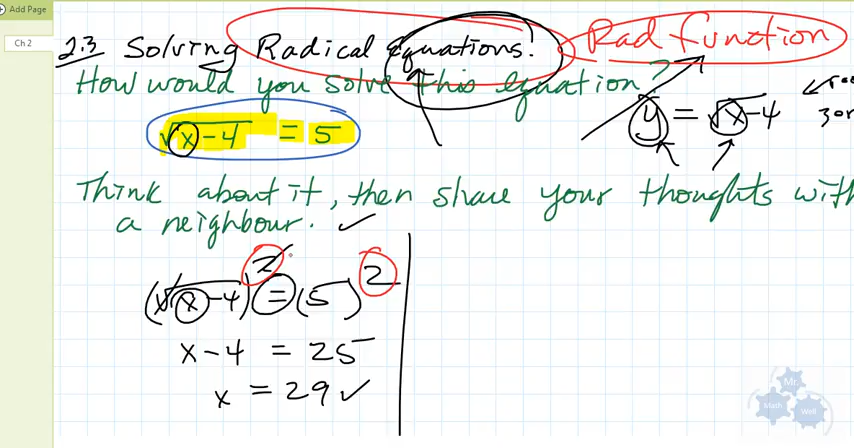 Add Page
Ch 2
2.3 Solving Radical Equations! Rad function
How would you solve this equation?
√(x-4) = 5
y = √x-4
Think about it, then share your thoughts with
a neighbour. ✓
(√(x-4))² = (5)²
x-4 = 25
x = 29 ✓
Mr.
Math
Well